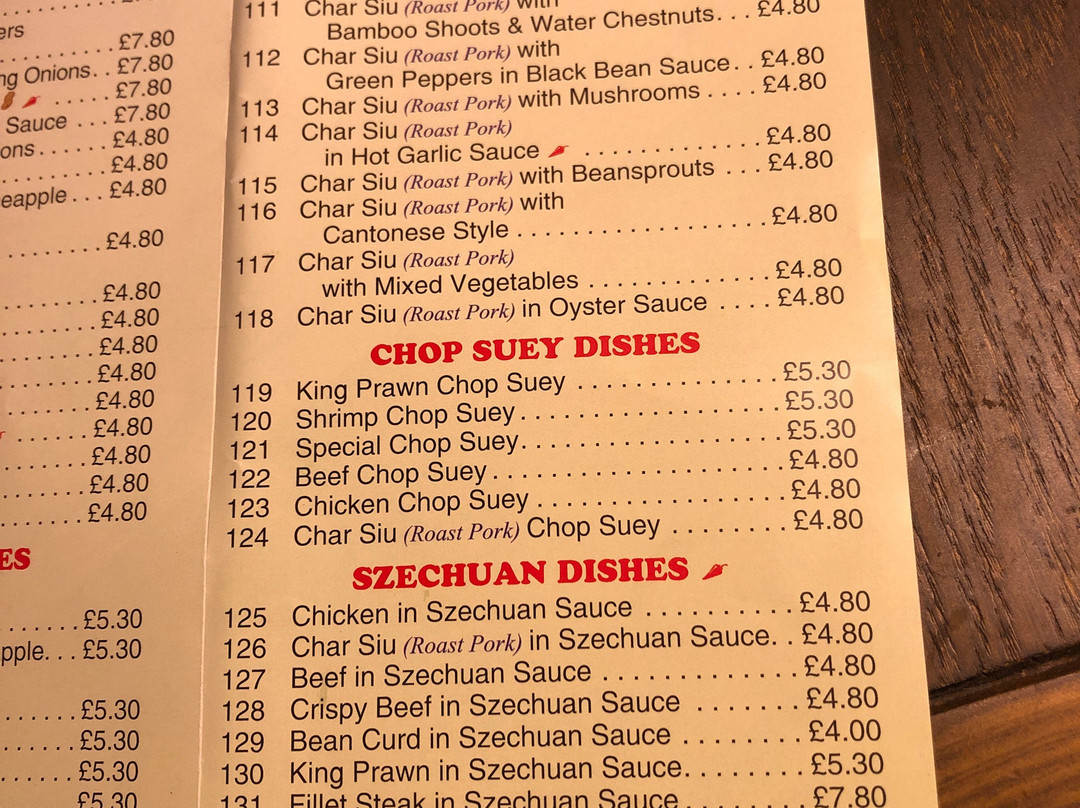 ers
£7.80
ng Onions. . £7.80
. . . . . £7.80
Sauce . . . £7.80
ons . . . . . . £4.80
£4.80
eapple . . . £4.80
£4.80
£4.80
£4.80
£4.80
£4.80
£4.80
£4.80
£4.80
£4.80
£4.80
ES
£5.30
pple. . . £5.30
£5.30
£5.30
£5.30
£5.30
111 Char Siu (Roast Pork) with
Bamboo Shoots & Water Chestnuts. . . £4.80
112 Char Siu (Roast Pork) with
Green Peppers in Black Bean Sauce. . £4.80
113 Char Siu (Roast Pork) with Mushrooms . . . . £4.80
114 Char Siu (Roast Pork)
in Hot Garlic Sauce . . . . . . . . . . . . . £4.80
115 Char Siu (Roast Pork) with Beansprouts . . . £4.80
116 Char Siu (Roast Pork) with
Cantonese Style . . . . . . . . . . . . . . . . . . £4.80
117 Char Siu (Roast Pork)
with Mixed Vegetables . . . . . . . . . . . . . £4.80
118 Char Siu (Roast Pork) in Oyster Sauce . . . . £4.80
CHOP SUEY DISHES
119 King Prawn Chop Suey . . . . . . . . . . . . . . £5.30
120 Shrimp Chop Suey. . . . . . . . . . . . . . . . . . £5.30
121 Special Chop Suey. . . . . . . . . . . . . . . . . . £5.30
122 Beef Chop Suey. . . . . . . . . . . . . . . . . . . . £4.80
123 Chicken Chop Suey . . . . . . . . . . . . . . . . . £4.80
124 Char Siu (Roast Pork) Chop Suey . . . . . . . . £4.80
SZECHUAN DISHES
125 Chicken in Szechuan Sauce . . . . . . . . . . £4.80
126 Char Siu (Roast Pork) in Szechuan Sauce. . £4.80
127 Beef in Szechuan Sauce . . . . . . . . . . . . . £4.80
128 Crispy Beef in Szechuan Sauce . . . . . . . £4.80
129 Bean Curd in Szechuan Sauce . . . . . . . . £4.00
130 King Prawn in Szechuan Sauce. . . . . . . . £5.30
131 Fillet Steak in Szechuan Sauce. . . . . . . . £7.80